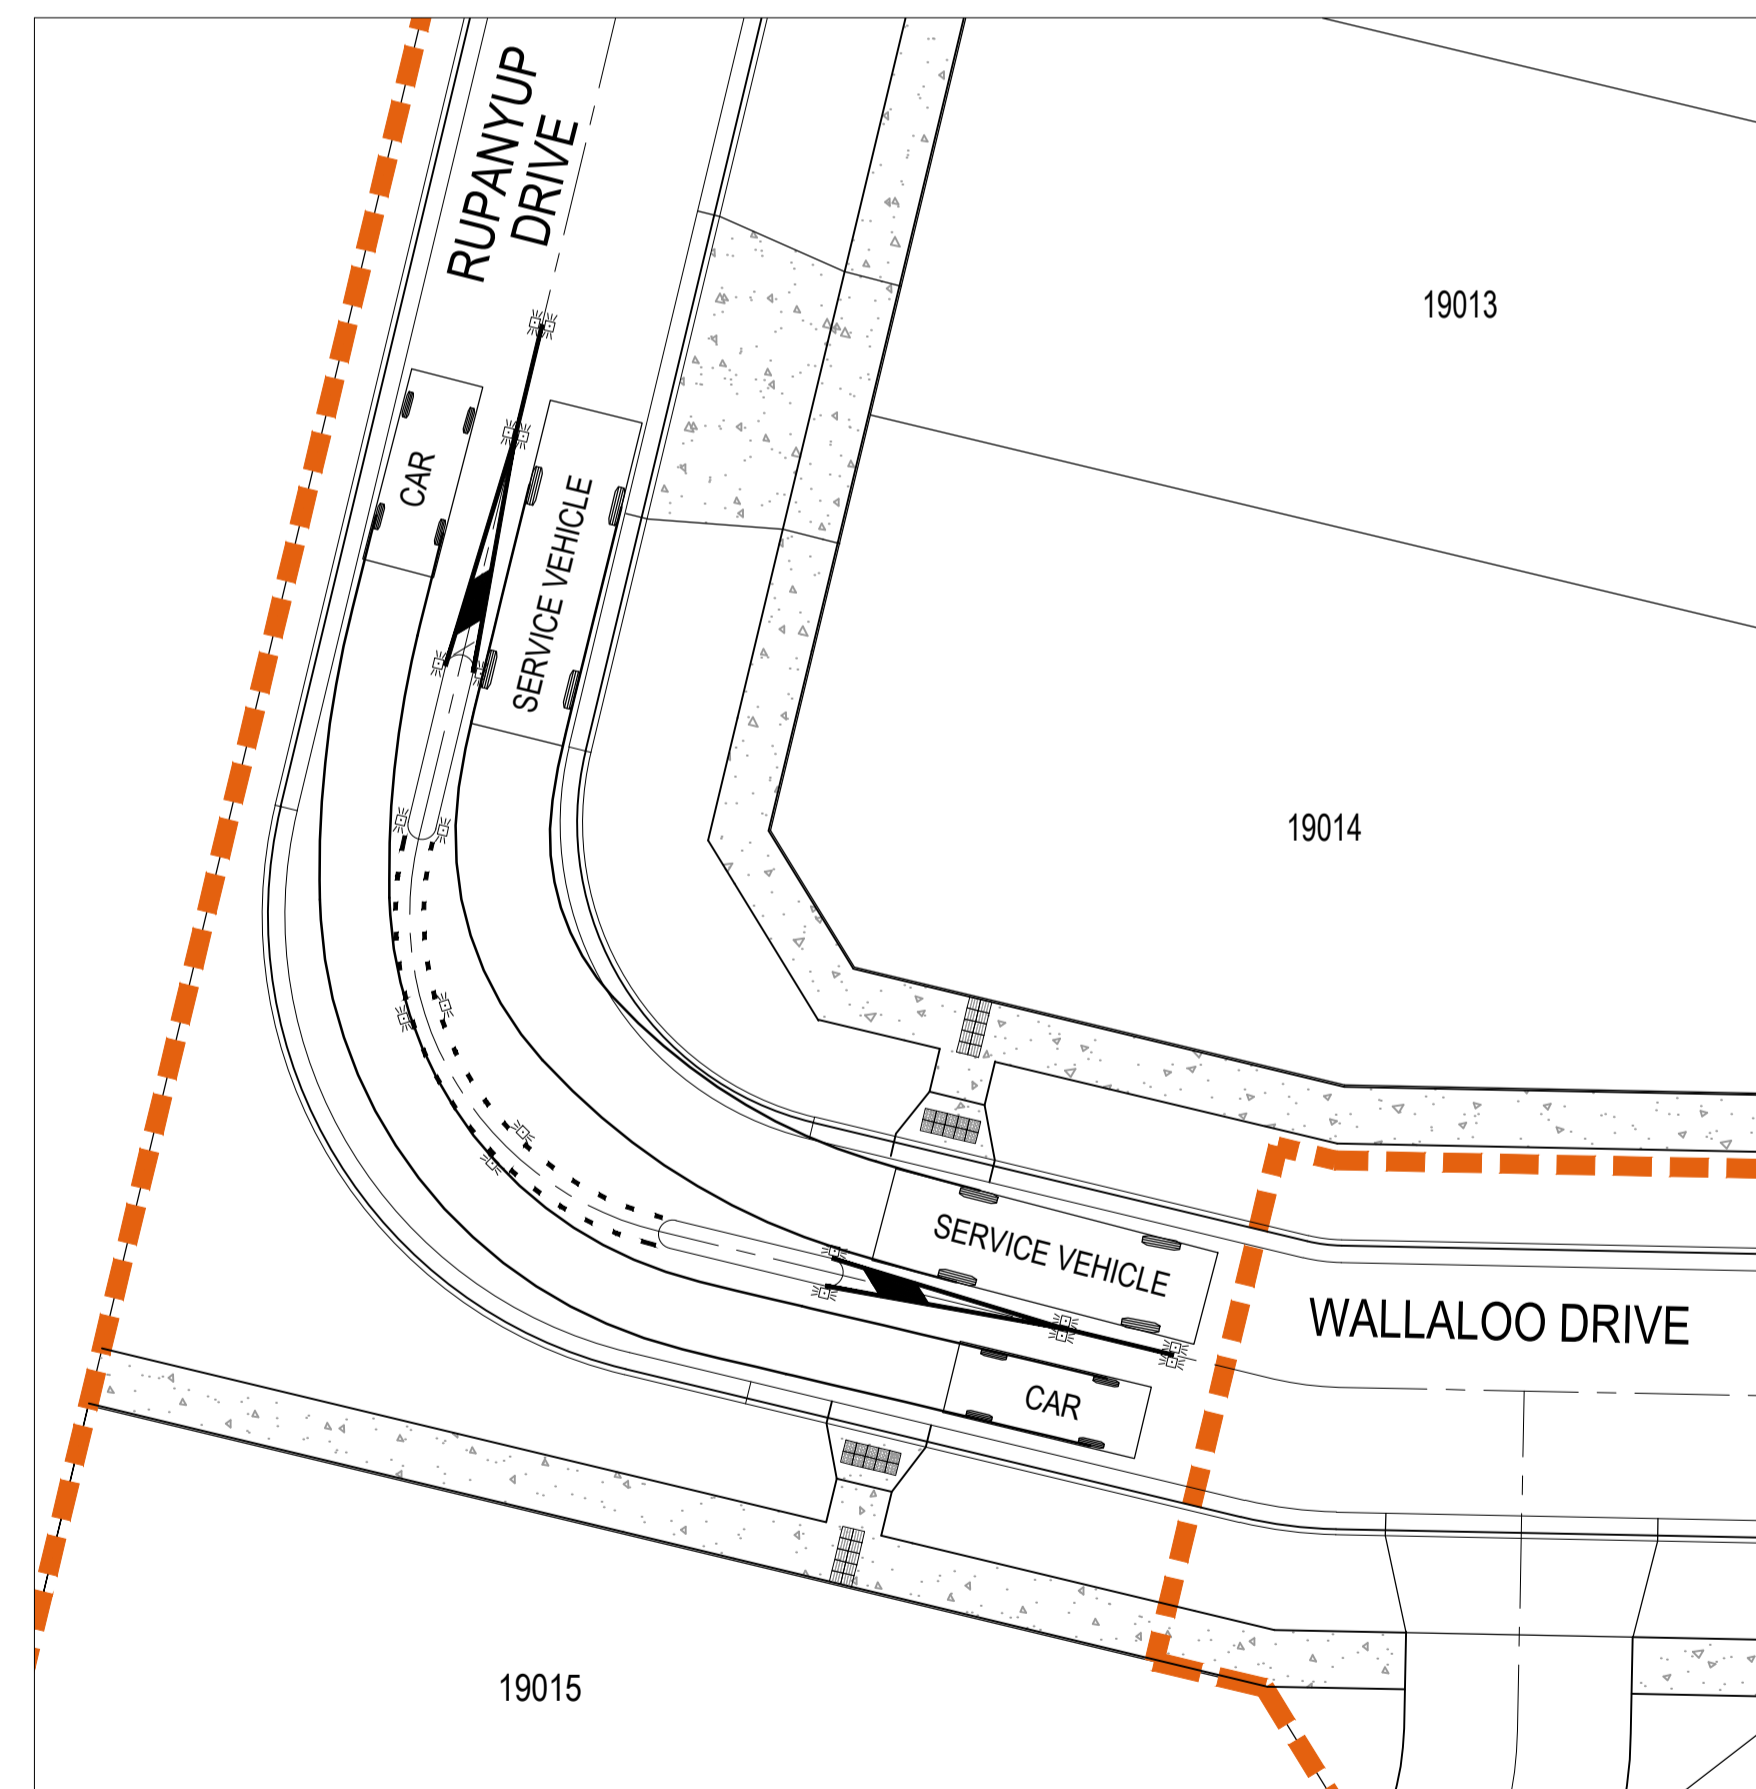 RUPANYUP
DRIVE
19013
CAR
SERVICE VEHICLE
19014
SERVICE VEHICLE
WALLALOO DRIVE
CAR
19015